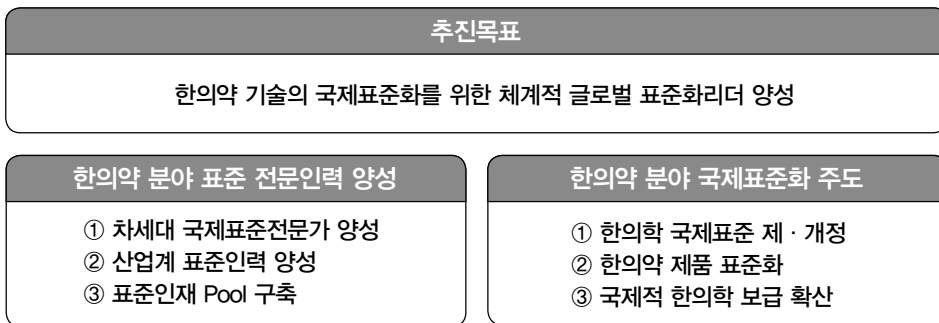 추진목표
한의약 기술의 국제표준화를 위한 체계적 글로벌 표준화리더 양성
한의약 분야 표준 전문인력 양성
① 차세대 국제표준전문가 양성
② 산업계 표준인력 양성
③ 표준인재 Pool 구축
한의약 분야 국제표준화 주도
① 한의학 국제표준 제 · 개정
② 한의약 제품 표준화
③ 국제적 한의학 보급 확산